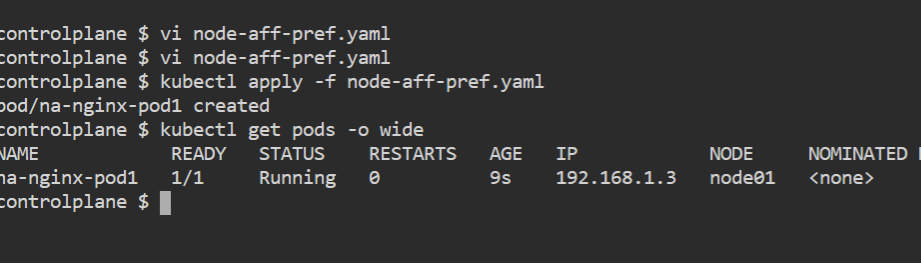 controlplane $ vi node-aff-pref.yaml
controlplane $ vi node-aff-pref.yaml
controlplane $ kubectl apply -f node-aff-pref.yaml
pod/na-nginx-pod1 created
controlplane $ kubectl get pods -o wide
NAME READY STATUS RESTARTS AGE IP NODE NOMINATED
na-nginx-pod1 1/1 Running 0 9s 192.168.1.3 node01 <none>
controlplane $